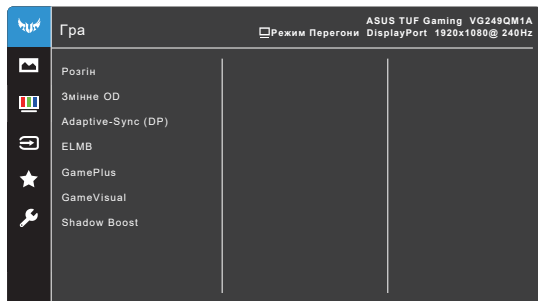 ASUS TUF Gaming VG249QM1A
Гра
Режим Перегони DisplayPort 1920x1080@ 240Hz
Розгін
Змінне OD
Adaptive-Sync (DP)
ELMB
GamePlus
GameVisual
Shadow Boost